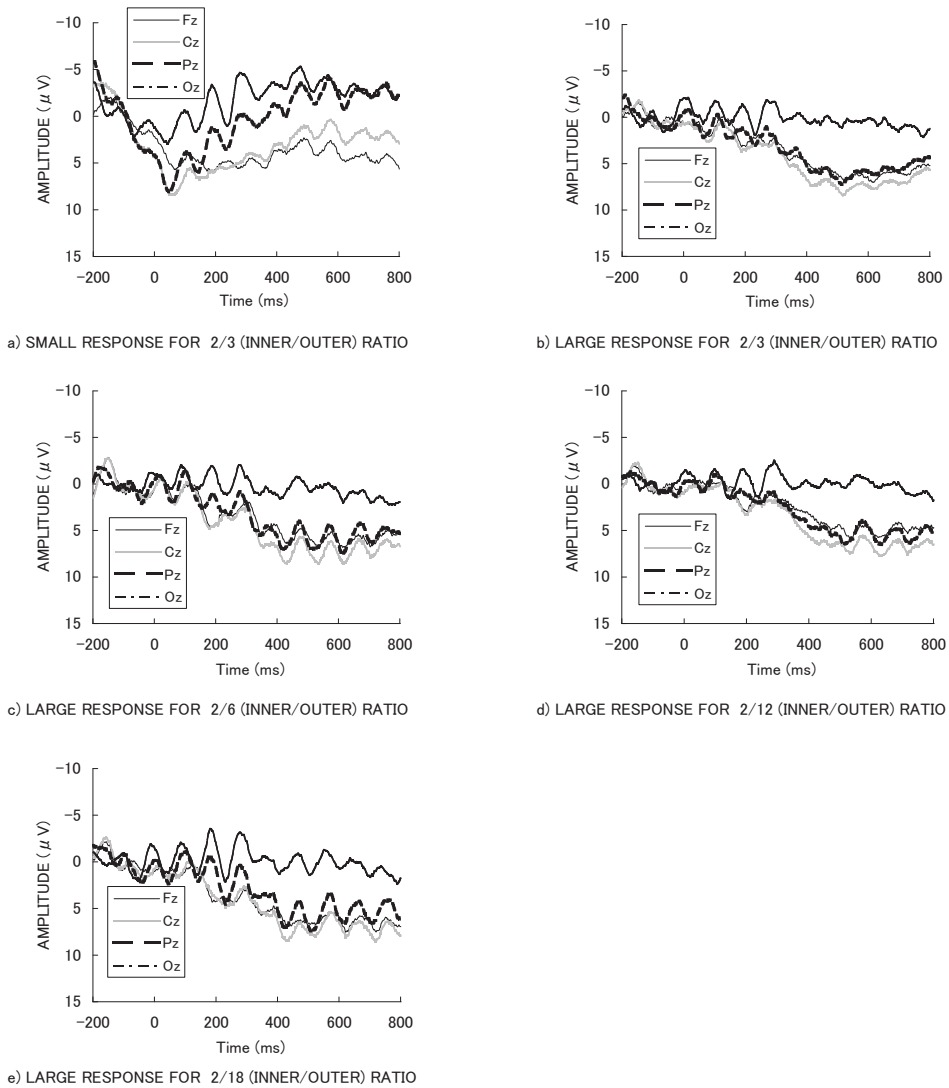 -10
-5
0
5
10
15
AMPLITUDE (μV)
Fz
Cz
Pz
Oz
-200 0 200 400 600 800
Time (ms)
a) SMALL RESPONSE FOR 2/3 (INNER/OUTER) RATIO
-10
-5
0
5
10
15
AMPLITUDE (μV)
Fz
Cz
Pz
Oz
-200 0 200 400 600 800
Time (ms)
b) LARGE RESPONSE FOR 2/3 (INNER/OUTER) RATIO
-10
-5
0
5
10
15
AMPLITUDE (μV)
Fz
Cz
Pz
Oz
-200 0 200 400 600 800
Time (ms)
c) LARGE RESPONSE FOR 2/6 (INNER/OUTER) RATIO
-10
-5
0
5
10
15
AMPLITUDE (μV)
Fz
Cz
Pz
Oz
-200 0 200 400 600 800
Time (ms)
d) LARGE RESPONSE FOR 2/12 (INNER/OUTER) RATIO
-10
-5
0
5
10
15
AMPLITUDE (μV)
Fz
Cz
Pz
Oz
-200 0 200 400 600 800
Time (ms)
e) LARGE RESPONSE FOR 2/18 (INNER/OUTER) RATIO